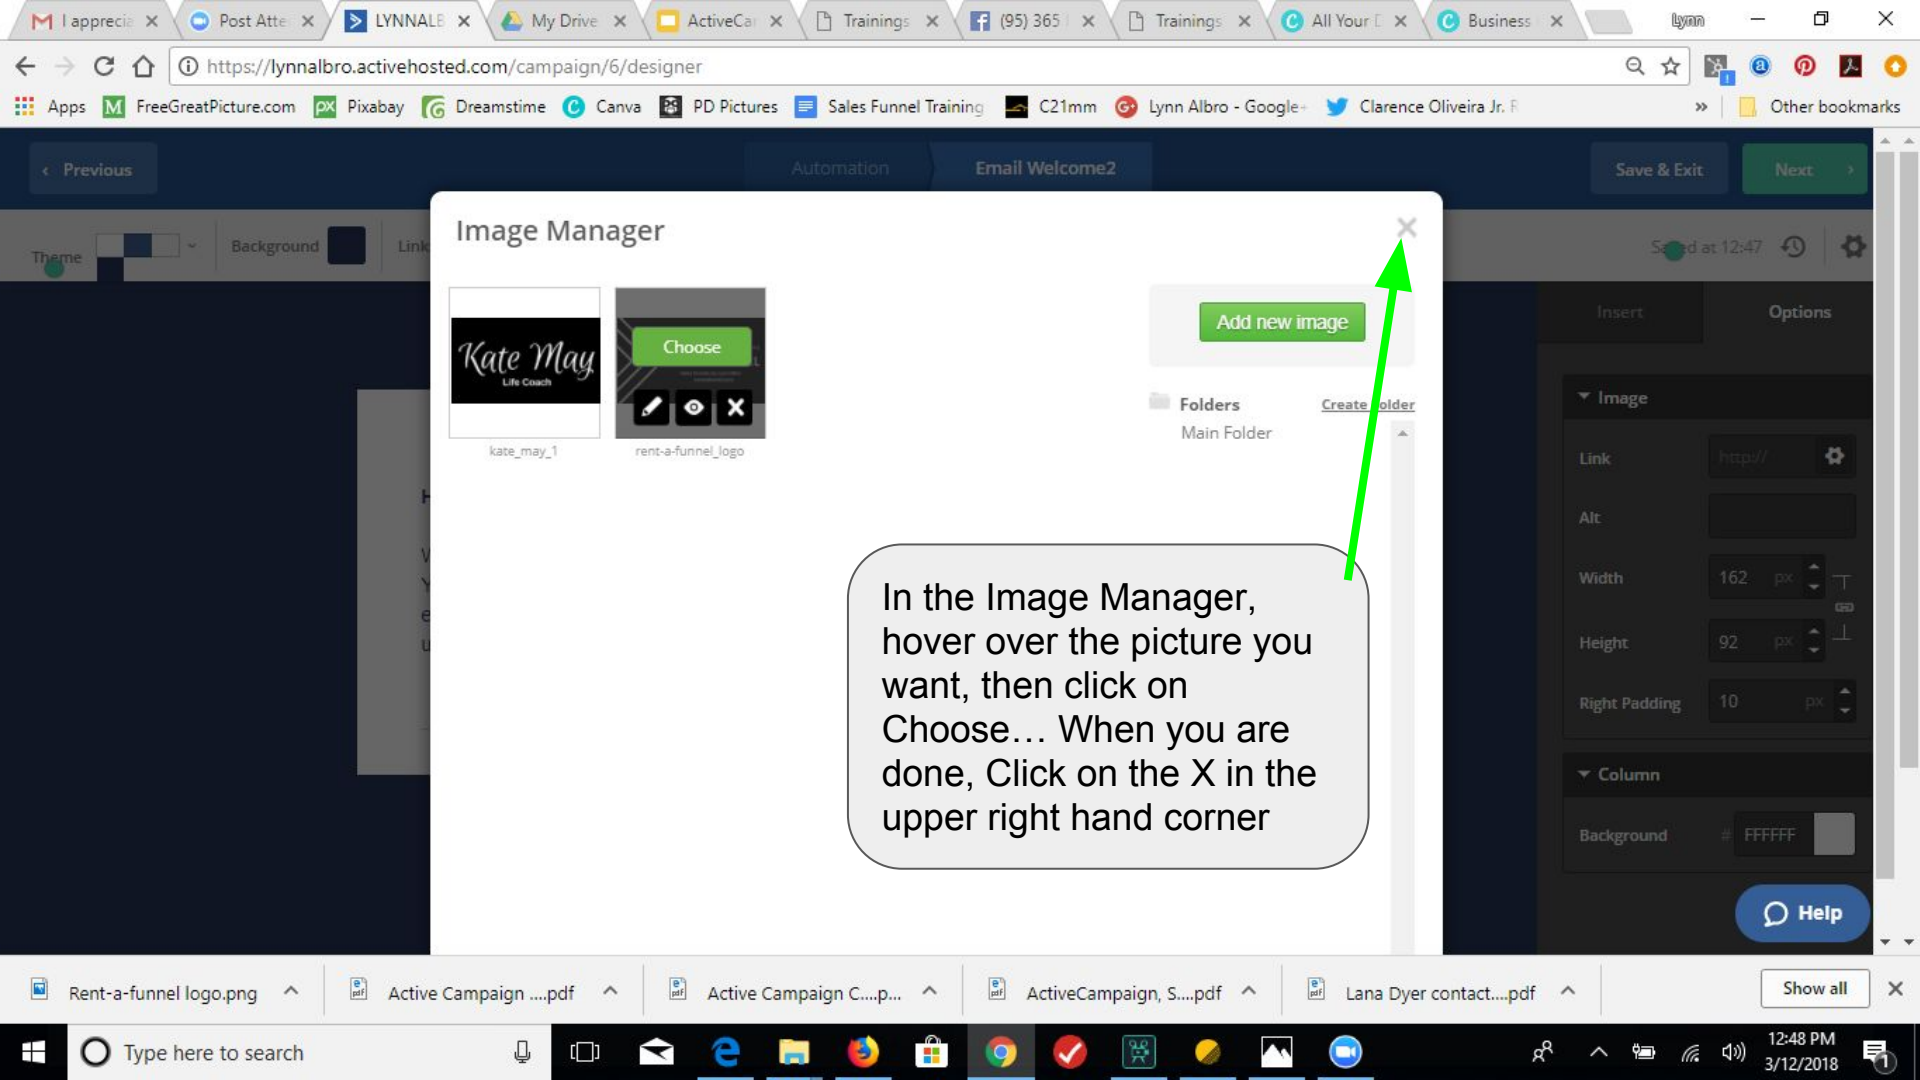 I apprecia
Post Atte
LYNNALB
My Drive
ActiveCa
Trainings
(95) 365
Trainings
All Your
Business
Lynn
https://lynnalbro.activehosted.com/campaign/6/designer
Apps
FreeGreatPicture.com
Pixabay
Dreamstime
Canva
PD Pictures
Sales Funnel Training
C21mm
Lynn Albro - Google+
Clarence Oliveira Jr.
»
Other bookmarks
Previous
Automation
Email Welcome2
Save & Exit
Next
Theme
Background
Link
at 12:47
Image Manager
Kate May
Life Coach
kate_may_1
Choose
rent-a-funnel_logo
Add new image
Folders
Create
Main Folder
Insert
Options
Image
Link
http://
Alt
Width
162
px
Height
92
px
Right Padding
10
px
Column
Background
# FFFFFF
Help
In the Image Manager,
hover over the picture you
want, then click on
Choose… When you are
done, Click on the X in the
upper right hand corner
Rent-a-funnel logo.png
Active Campaign ....pdf
Active Campaign C....p...
ActiveCampaign, S....pdf
Lana Dyer contact....pdf
Show all
Type here to search
12:48 PM
3/12/2018
1